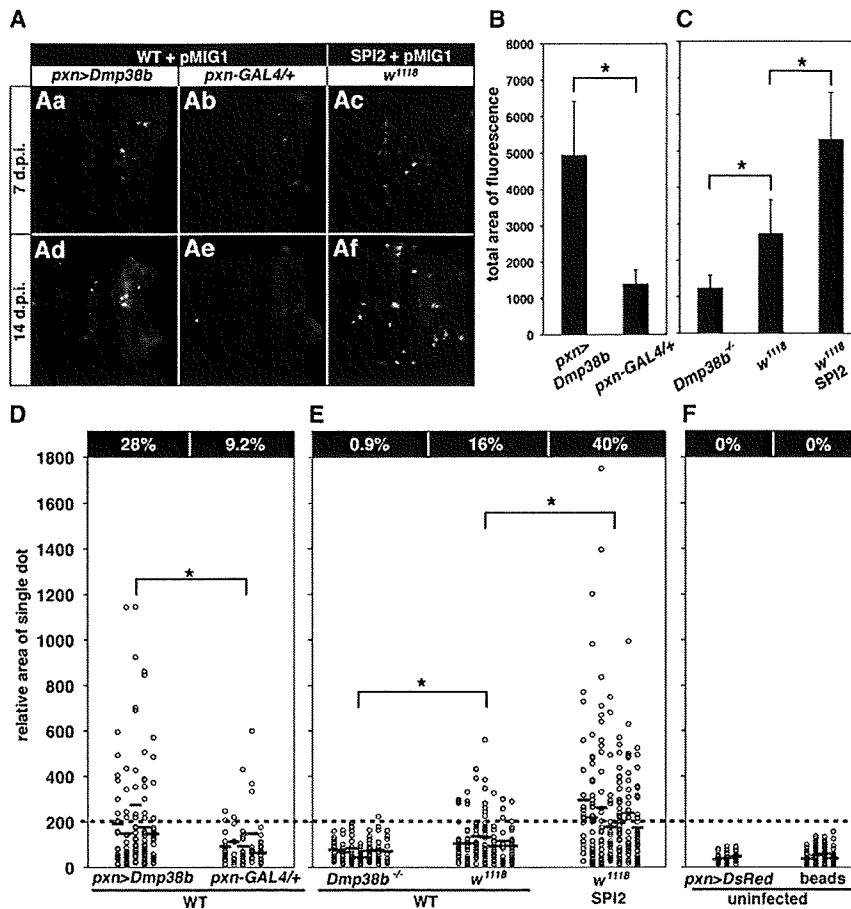 A
WT + pMIG1
SPI2 + pMIG1
pxn>Dmp38b
pxn-GAL4/+
w1118
7 d.p.i.
Aa
Ab
Ac
14 d.p.i.
Ad
Ae
Af
B
C
total area of fluorescence
8000
7000
6000
5000
4000
3000
2000
1000
0
*
*
*
pxn>
Dmp38b
pxn-GAL4/+
Dmp38b-/-
w1118
w1118
SPI2
D
E
F
28%
9.2%
0.9%
16%
40%
0%
0%
relative area of single dot
1800
1600
1400
1200
1000
800
600
400
200
0
*
*
*
pxn>Dmp38b
pxn-GAL4/+
WT
Dmp38b -/-
w1118
WT
w1118
SPI2
pxn>DsRed
beads
uninfected